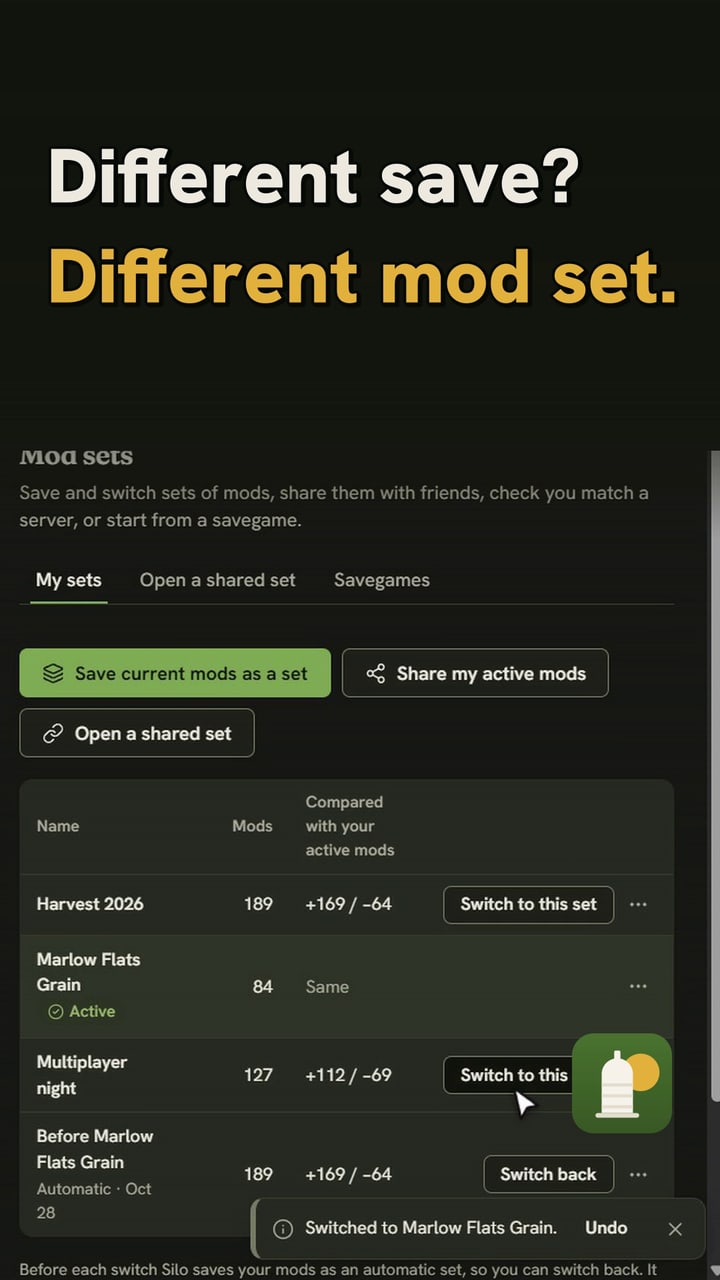 Different save?
Different mod set.
Mod sets
Save and switch sets of mods, share them with friends, check you match a
server, or start from a savegame.
My sets
Open a shared set
Savegames
Save current mods as a set
Share my active mods
Open a shared set
Name
Mods
Compared
with your
active mods
Harvest 2026
189
+169 / −64
Switch to this set
Marlow Flats
Grain
Active
84
Same
Multiplayer
night
127
+112 / −69
Switch to this
Before Marlow
Flats Grain
Automatic · Oct
28
189
+169 / −64
Switch back
Switched to Marlow Flats Grain.
Undo
Before each switch Silo saves your mods as an automatic set, so you can switch back. It